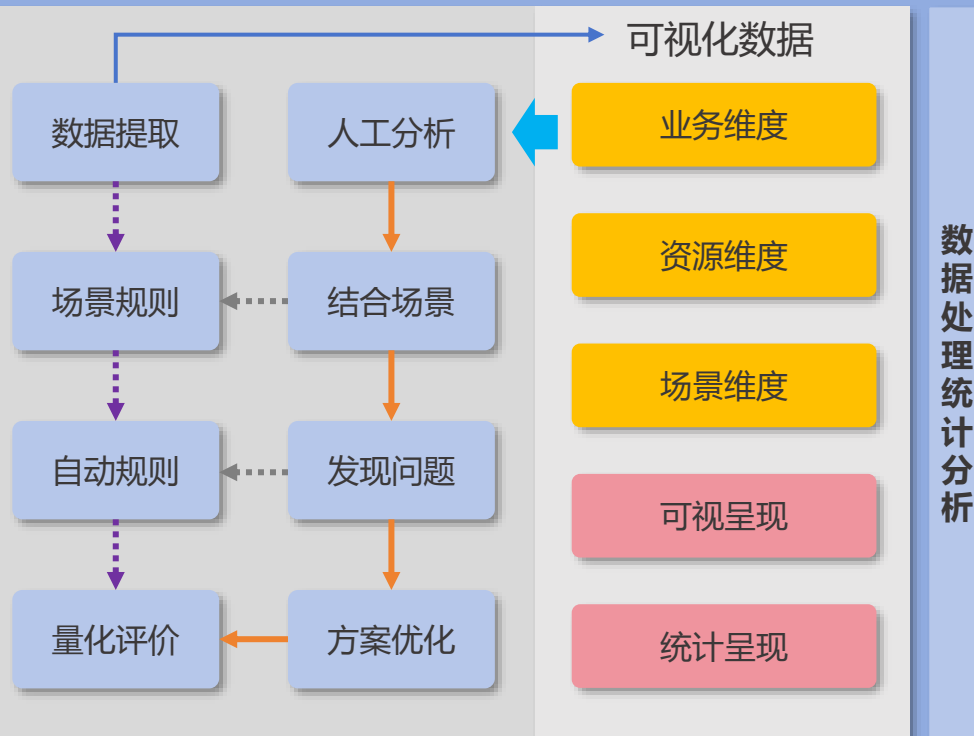 可视化数据
数据提取
人工分析
业务维度
场景规则
结合场景
资源维度
场景维度
自动规则
发现问题
可视呈现
量化评价
方案优化
统计呈现
数据处理统计分析